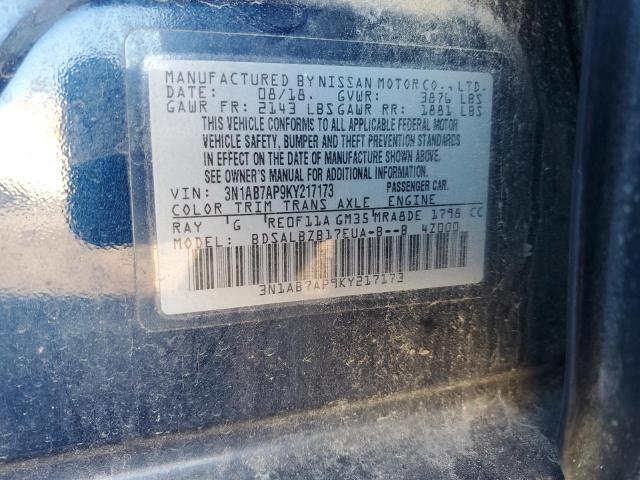 MANUFACTURED BY NISSAN MOTOR CO., LTD.
DATE: 08/18. GVWR: 3876 LBS
GAWR FR: 2143 LBS GAWR RR: 1881 LBS
THIS VEHICLE CONFORMS TO ALL APPLICABLE FEDERAL MOTOR
VEHICLE SAFETY, BUMPER AND THEFT PREVENTION STANDARDS
IN EFFECT ON THE DATE OF MANUFACTURE SHOWN ABOVE.
SEE OWNER'S MANUAL FOR ADDITIONAL INFORMATION.
VIN: 3N1AB7AP9KY217173 PASSENGER CAR.
COLOR TRIM TRANS AXLE ENGINE
RAY G RE0F11A GM35 MRA8DE 1798 CC
MODEL: BDSALBZB17EUA-B--B 4Z000
3N1AB7AP9KY217173